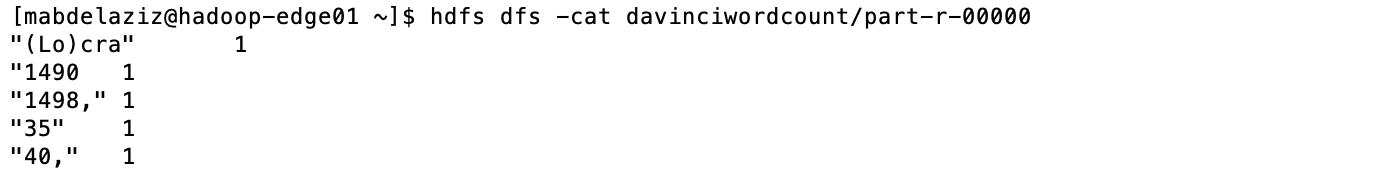 [mabdelaziz@hadoop-edge01 ~]$ hdfs dfs -cat davinciwordcount/part-r-00000
"(Lo)cra"	1
"1490	1
"1498,"	1
"35"	1
"40,"	1